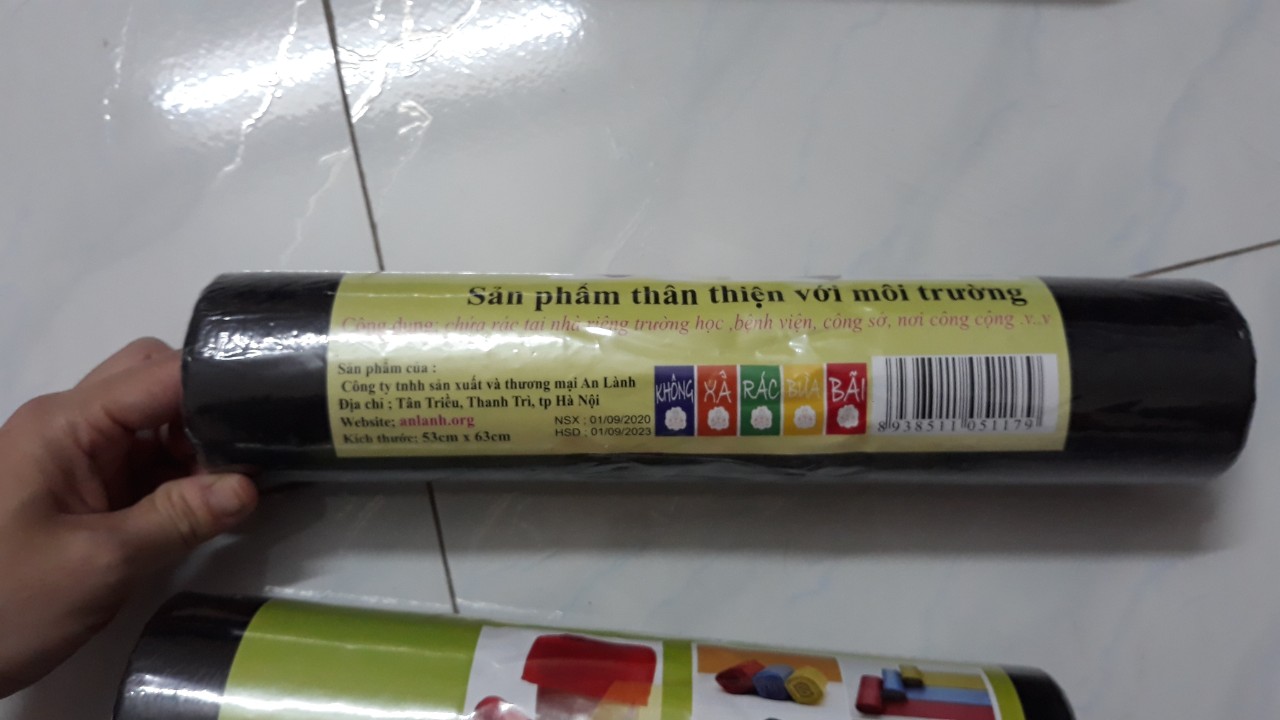 Sản phẩm thân thiện với môi trường
Công dụng: chứa rác tại nhà riêng trường học ,bệnh viện, công sở, nơi công cộng .v..v
Sản phẩm của :
Công ty tnhh sản xuất và thương mại An Lành
Địa chỉ : Tân Triều, Thanh Trì, tp Hà Nội
Website; anlanh.org
Kích thước; 53cm x 63cm
NSX : 01/09/2020
HSD : 01/09/2023
KHÔNG XẢ RÁC BỪA BÃI
8 938511 051179